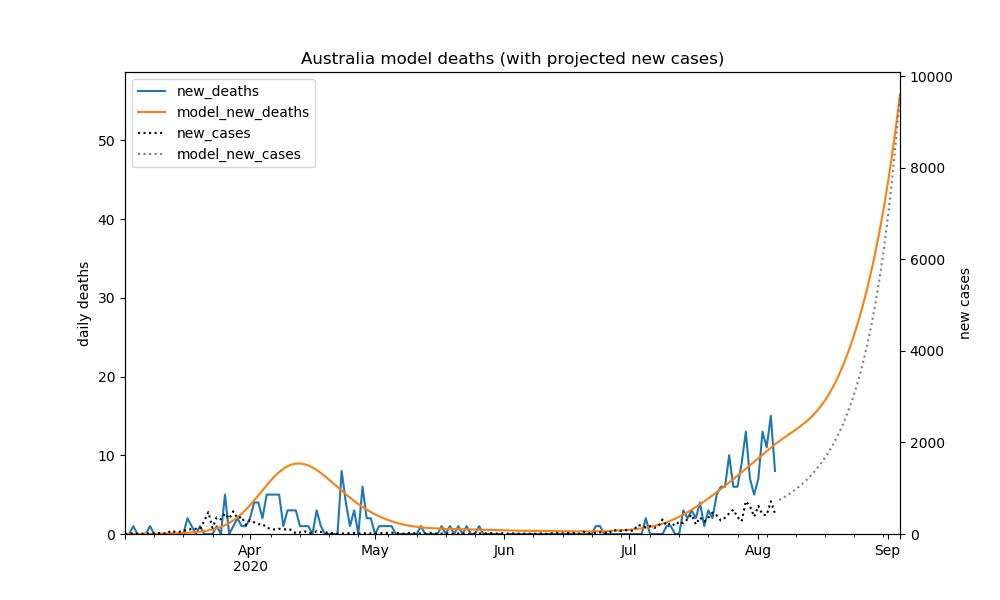 Australia model deaths (with projected new cases)
new_deaths
model_new_deaths
new_cases
model_new_cases
daily deaths
0
10
20
30
40
50
new cases
0
2000
4000
6000
8000
10000
Apr
2020
May
Jun
Jul
Aug
Sep